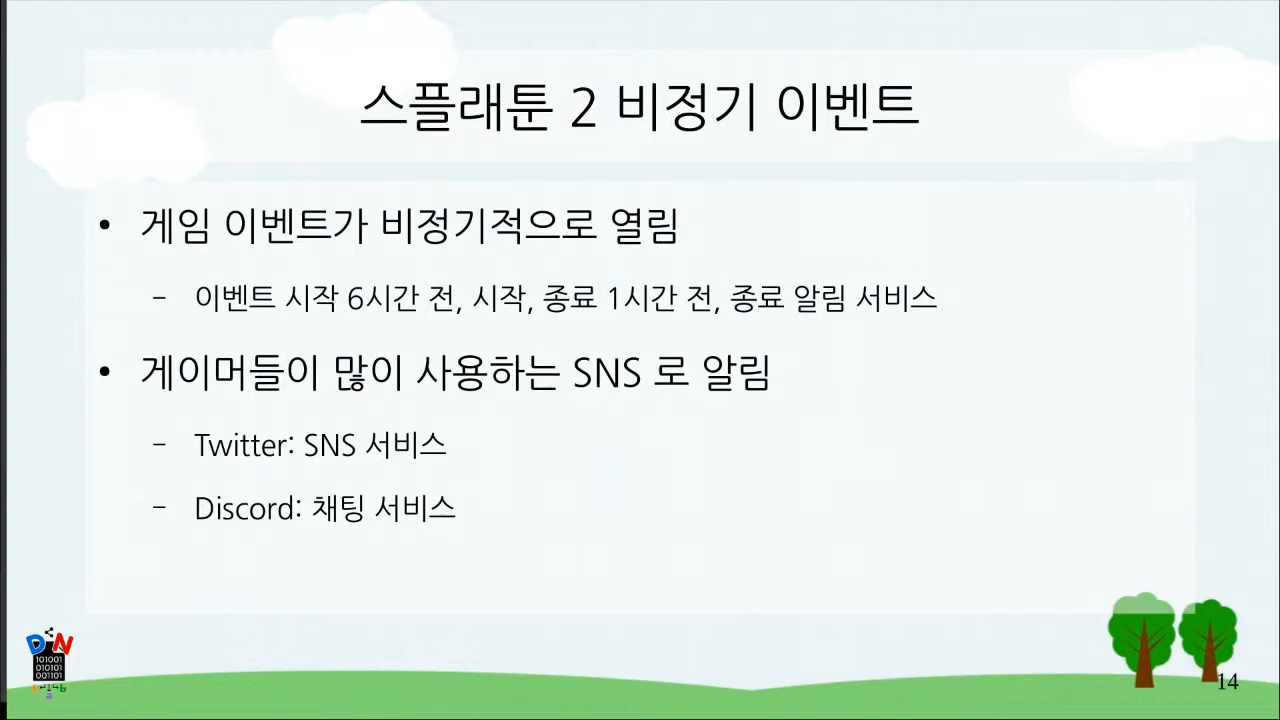 스플래툰 2 비정기 이벤트
• 게임 이벤트가 비정기적으로 열림
– 이벤트 시작 6시간 전, 시작, 종료 1시간 전, 종료 알림 서비스
• 게이머들이 많이 사용하는 SNS 로 알림
– Twitter: SNS 서비스
– Discord: 채팅 서비스
DN
101001
010101
001101
14